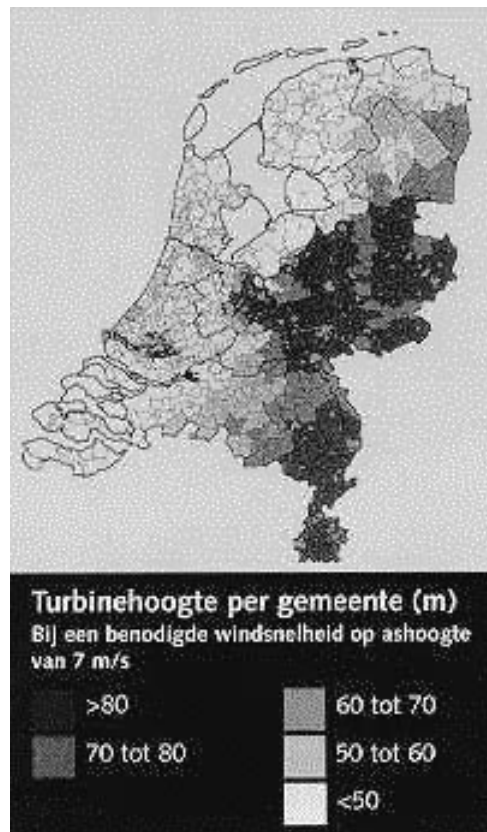 Turbinehoogte per gemeente (m)
Bij een benodigde windsnelheid op ashoogte
van 7 m/s
>80
70 tot 80
60 tot 70
50 tot 60
<50